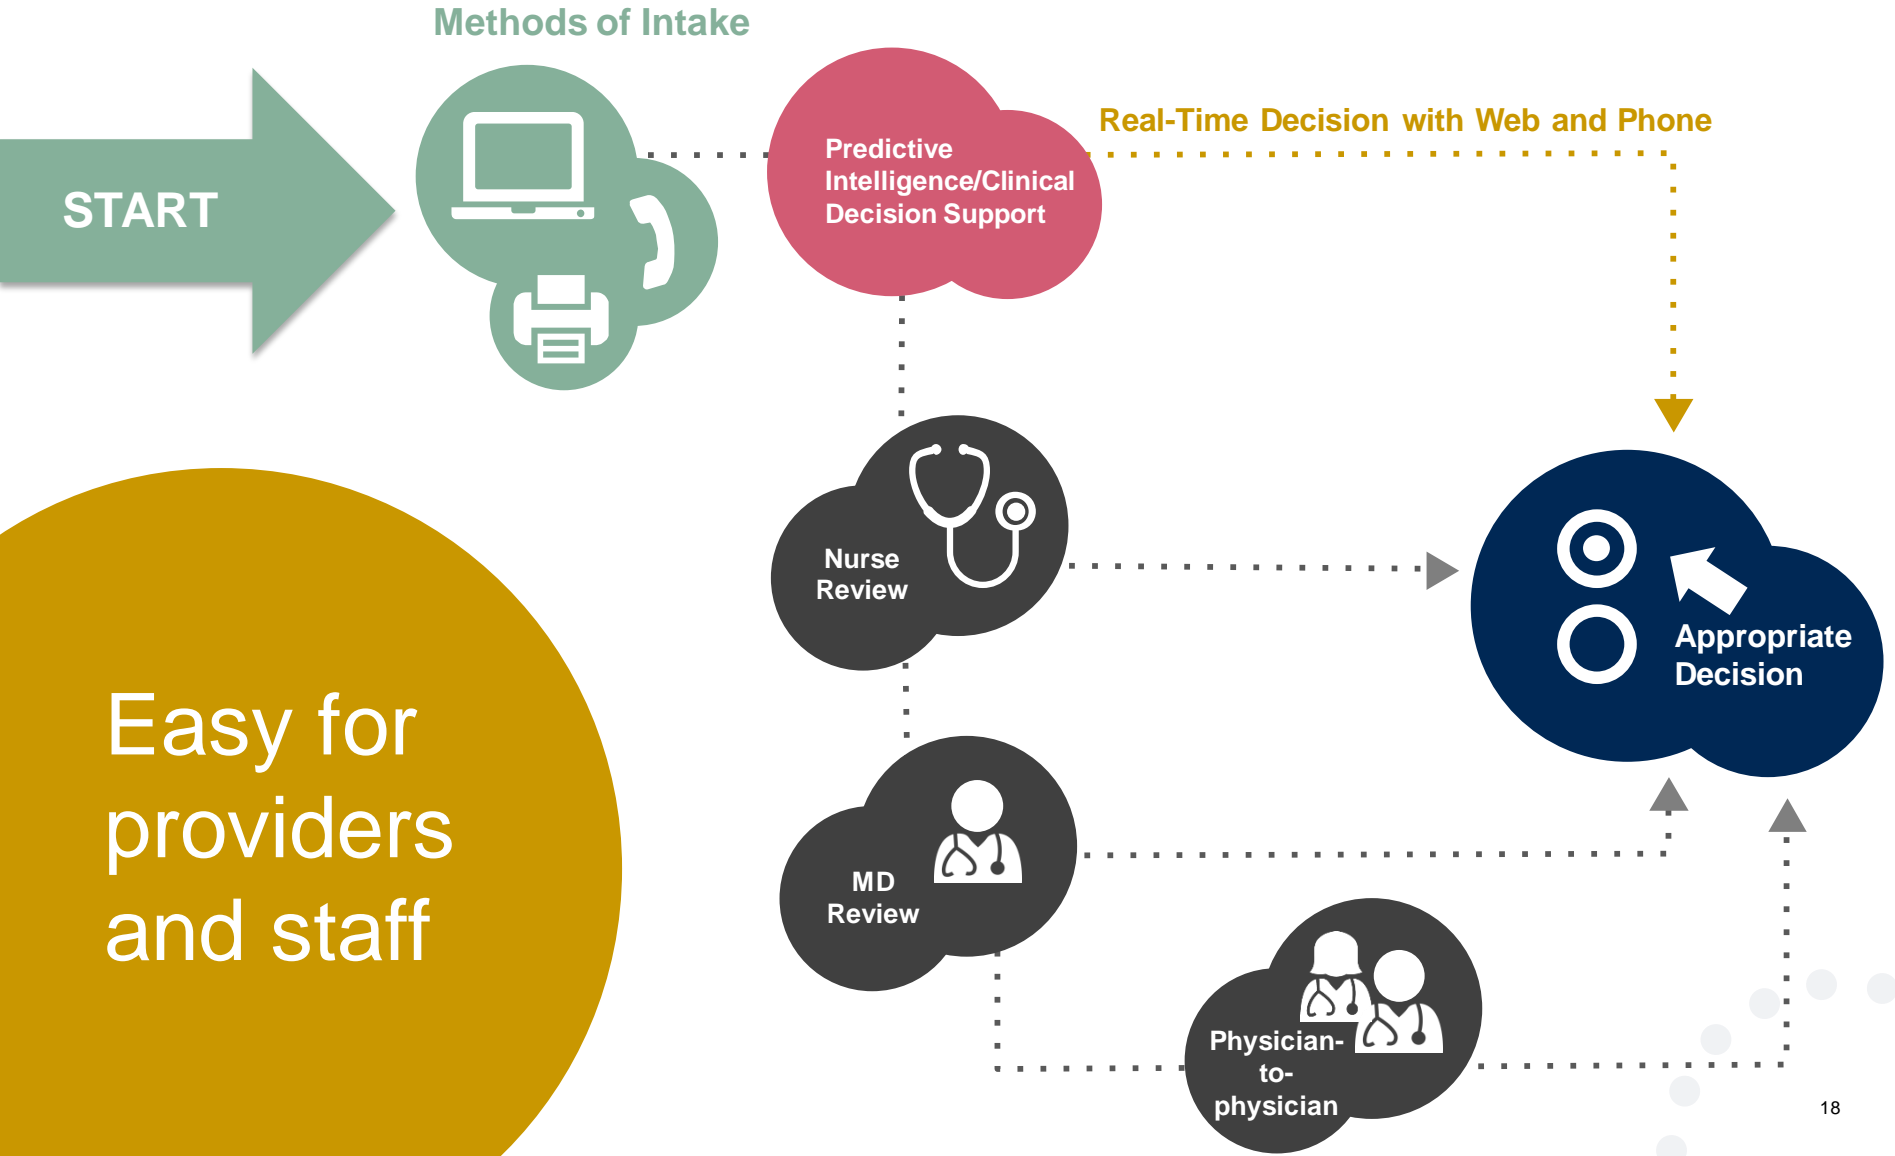 Methods of Intake
START
Predictive
Intelligence/Clinical
Decision Support
Real-Time Decision with Web and Phone
Nurse
Review
Appropriate
Decision
Easy for
providers
and staff
MD
Review
Physician-
to-
physician
18